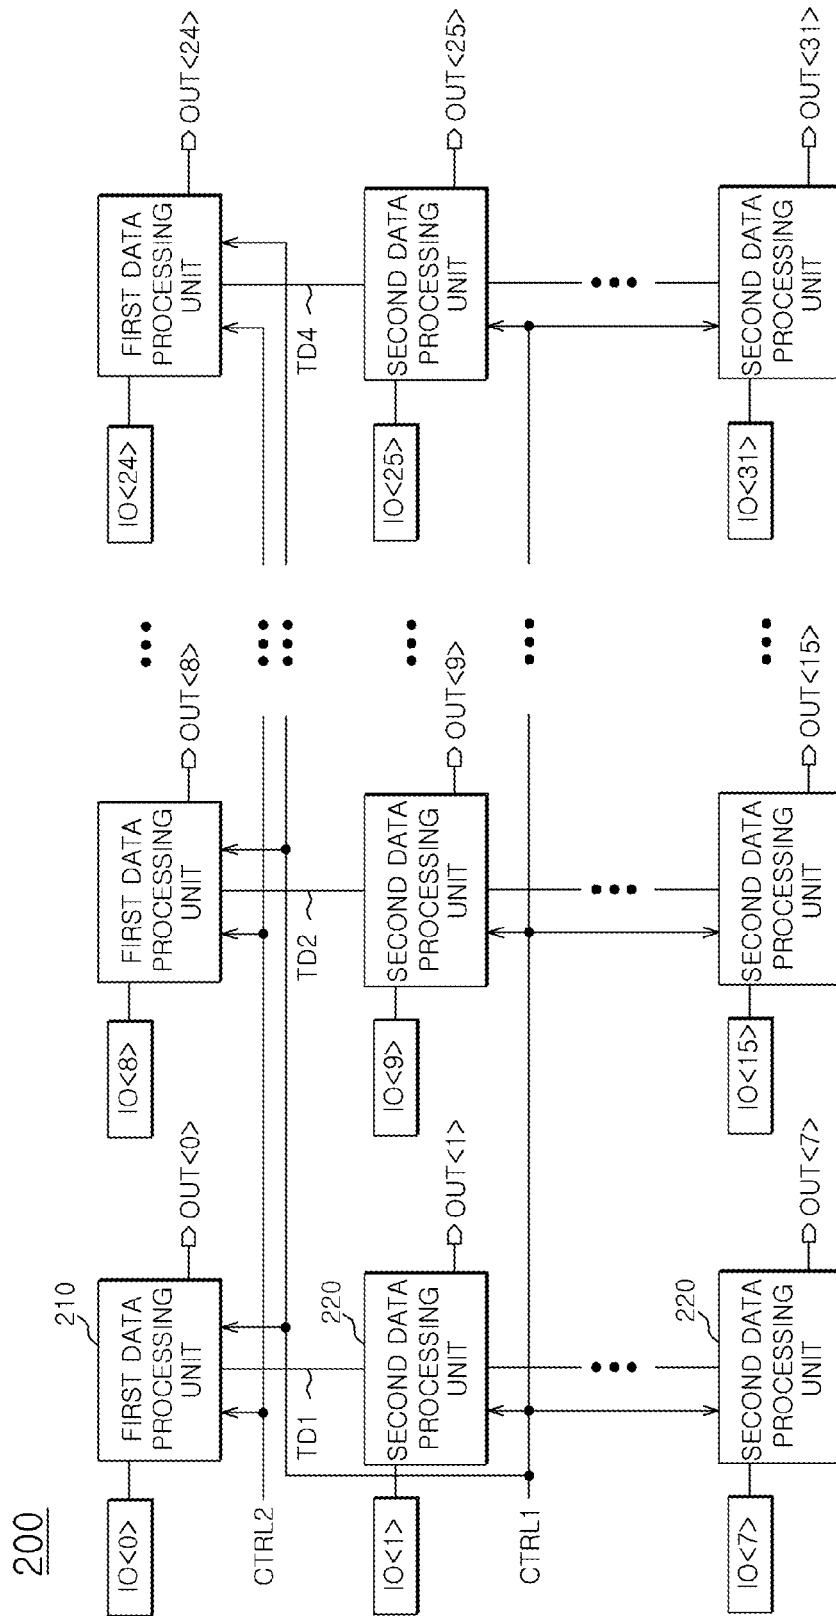 200
IO<0>
FIRST DATA
PROCESSING
UNIT
210
OUT<0>
IO<8>
FIRST DATA
PROCESSING
UNIT
OUT<8>
IO<24>
FIRST DATA
PROCESSING
UNIT
OUT<24>
CTRL2
TD1
TD2
TD4
IO<1>
SECOND DATA
PROCESSING
UNIT
220
OUT<1>
IO<9>
SECOND DATA
PROCESSING
UNIT
OUT<9>
IO<25>
SECOND DATA
PROCESSING
UNIT
OUT<25>
CTRL1
IO<7>
SECOND DATA
PROCESSING
UNIT
220
OUT<7>
IO<15>
SECOND DATA
PROCESSING
UNIT
OUT<15>
IO<31>
SECOND DATA
PROCESSING
UNIT
OUT<31>